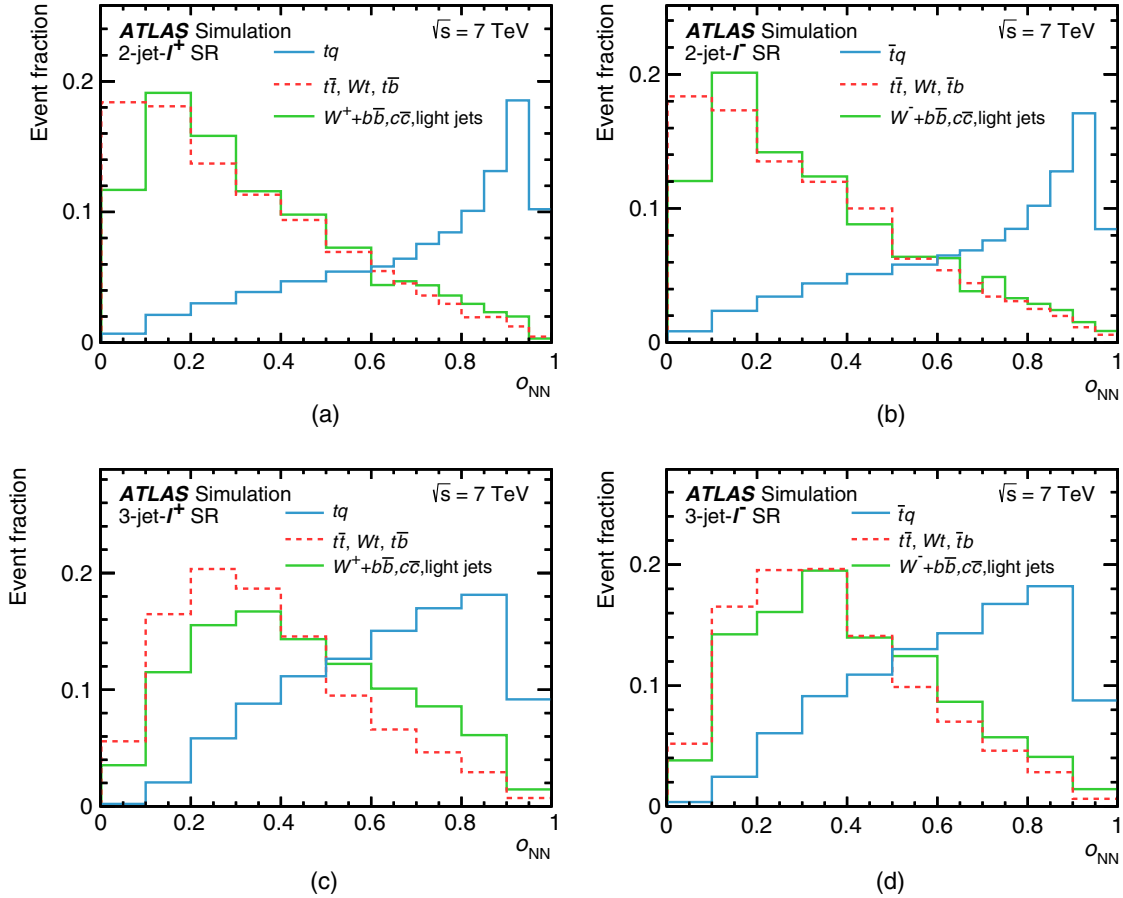 Event fraction
ATLAS Simulation
√s = 7 TeV
2-jet-l⁺ SR
tq
tt̄, Wt, tb̄
W⁺+bb̄,cc̄,light jets
0.2
0.1
0
0 0.2 0.4 0.6 0.8 1
o_NN
(a)
Event fraction
ATLAS Simulation
√s = 7 TeV
2-jet-l⁻ SR
t̄q
tt̄, Wt, t̄b
W⁻+bb̄,cc̄,light jets
0.2
0.1
0
0 0.2 0.4 0.6 0.8 1
o_NN
(b)
Event fraction
ATLAS Simulation
√s = 7 TeV
3-jet-l⁺ SR
tq
tt̄, Wt, tb̄
W⁺+bb̄,cc̄,light jets
0.2
0.1
0
0 0.2 0.4 0.6 0.8 1
o_NN
(c)
Event fraction
ATLAS Simulation
√s = 7 TeV
3-jet-l⁻ SR
t̄q
tt̄, Wt, t̄b
W⁻+bb̄,cc̄,light jets
0.2
0.1
0
0 0.2 0.4 0.6 0.8 1
o_NN
(d)